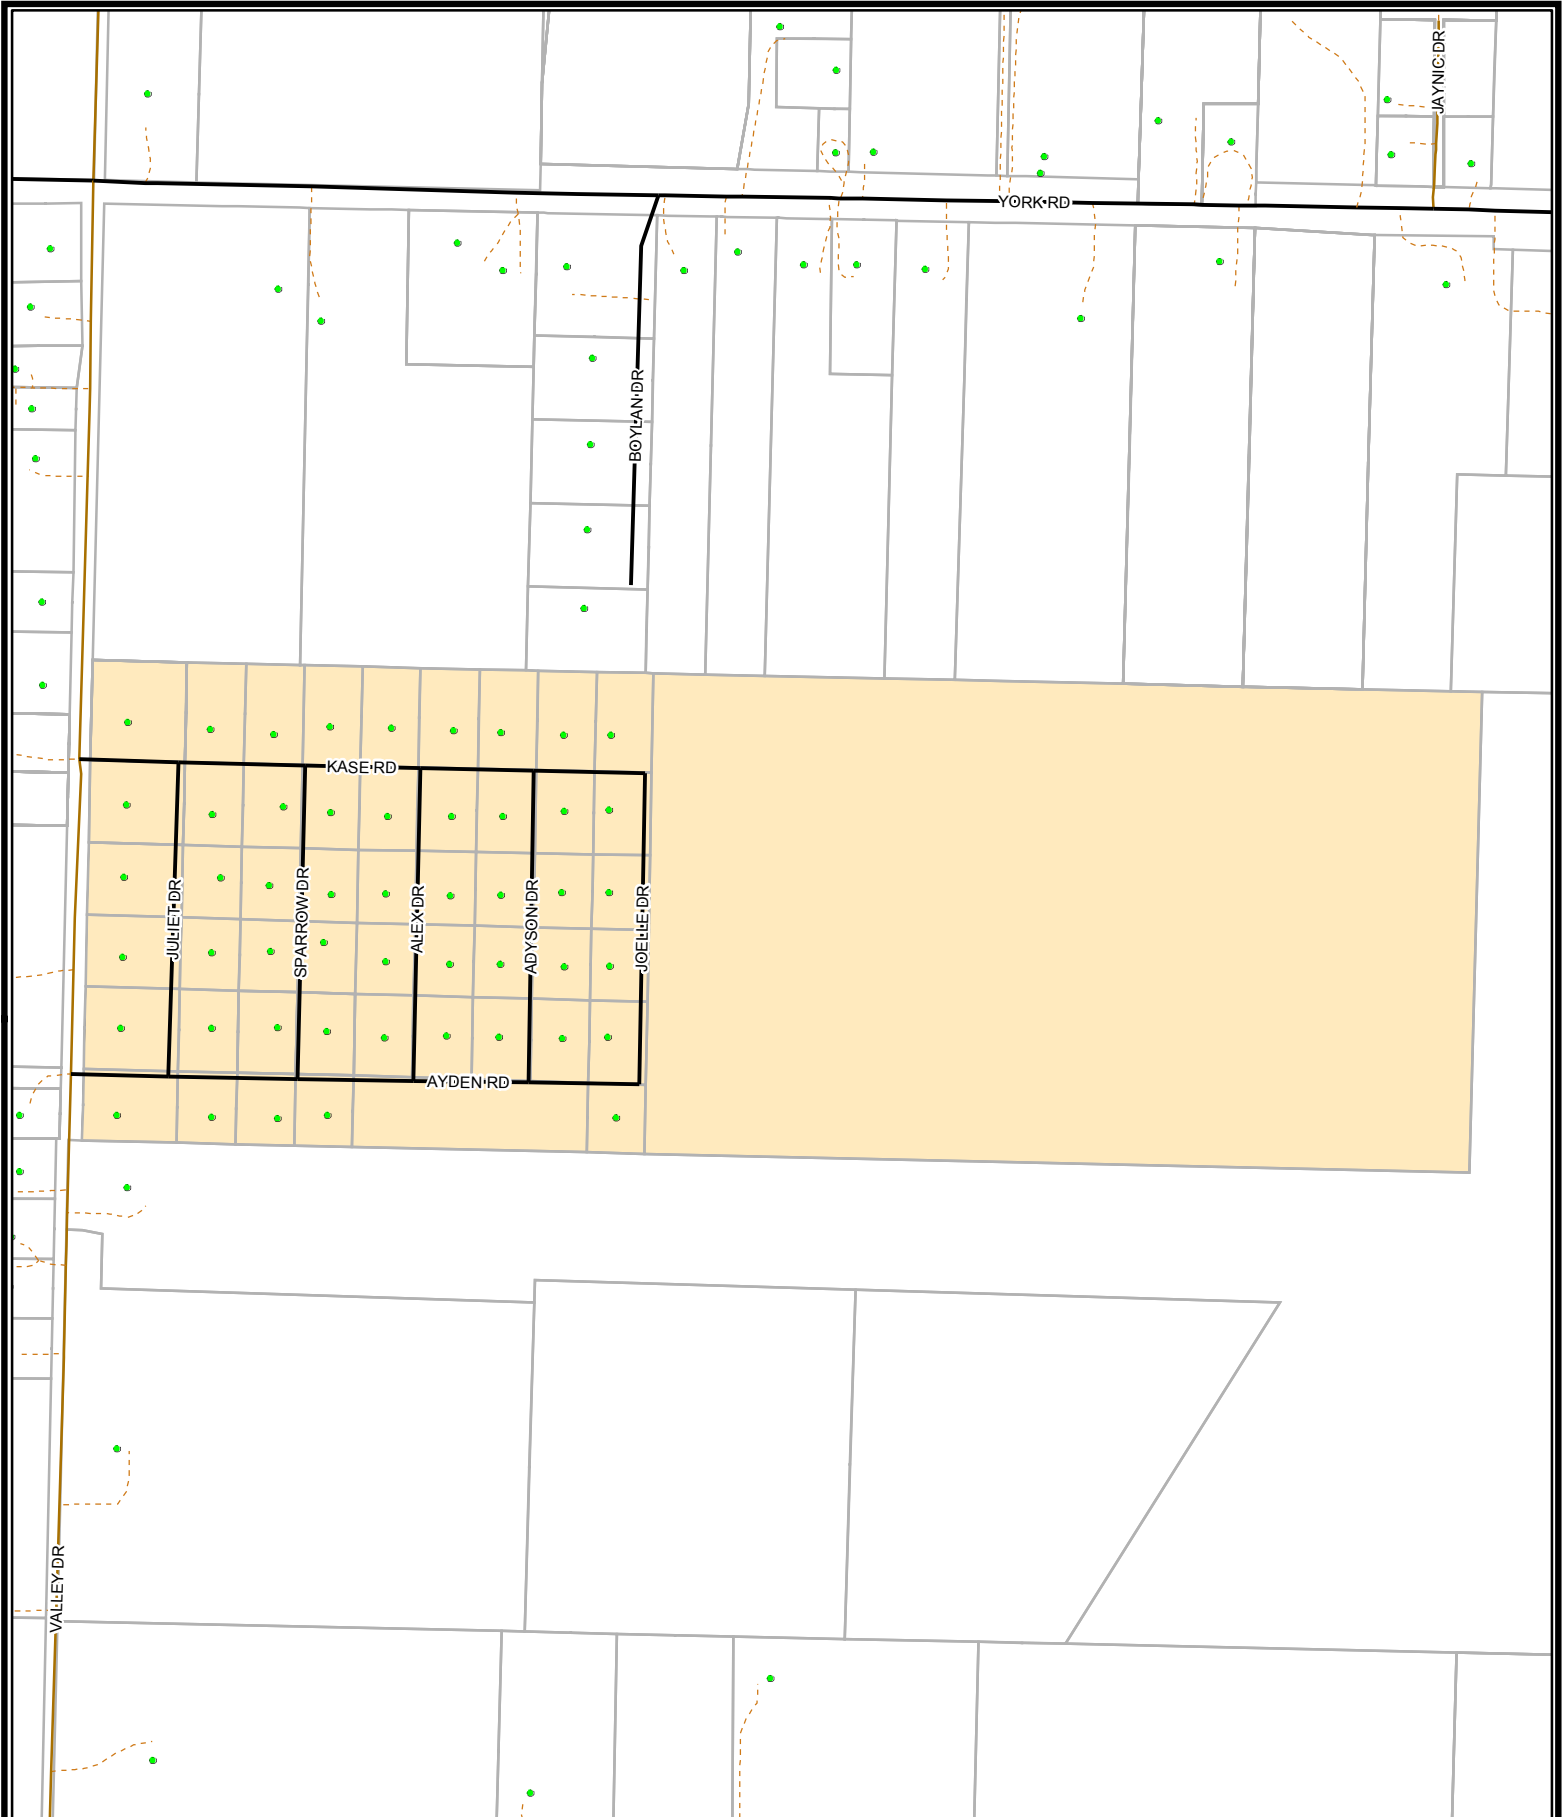 JAYNIC DR
YORK RD
BOYLAN DR
KASE RD
JULIET DR
SPARROW DR
ALEX DR
ADYSON DR
JOELLE DR
AYDEN RD
VALLEY DR